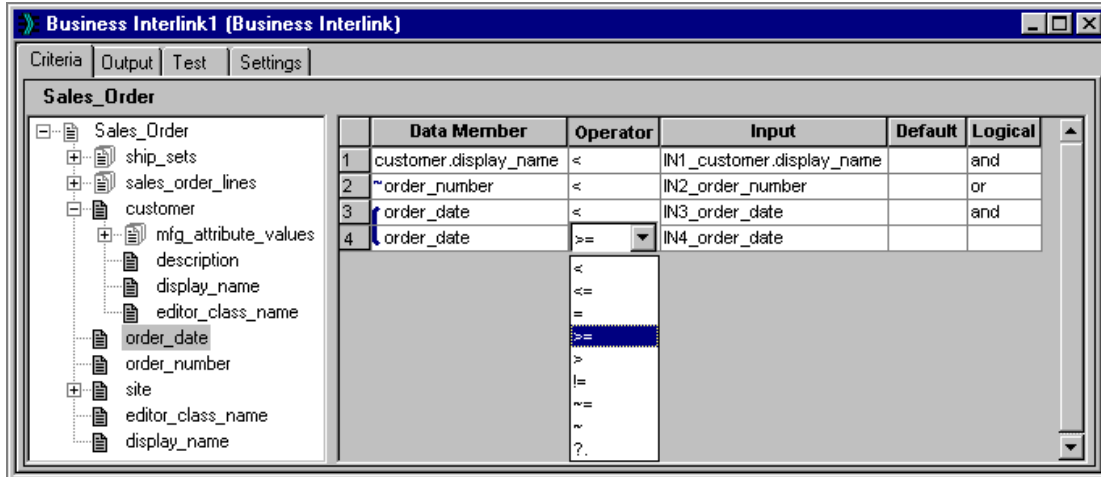 Business Interlink1 (Business Interlink)
Criteria Output Test Settings
Sales_Order
Sales_Order
ship_sets
sales_order_lines
customer
mfg_attribute_values
description
display_name
editor_class_name
order_date
order_number
site
editor_class_name
display_name
Data Member Operator Input Default Logical
1 customer.display_name < IN1_customer.display_name and
2 ~order_number < IN2_order_number or
3 order_date < IN3_order_date and
4 order_date >= IN4_order_date
<
<=
=
>=
>
!=
~=
~
?.